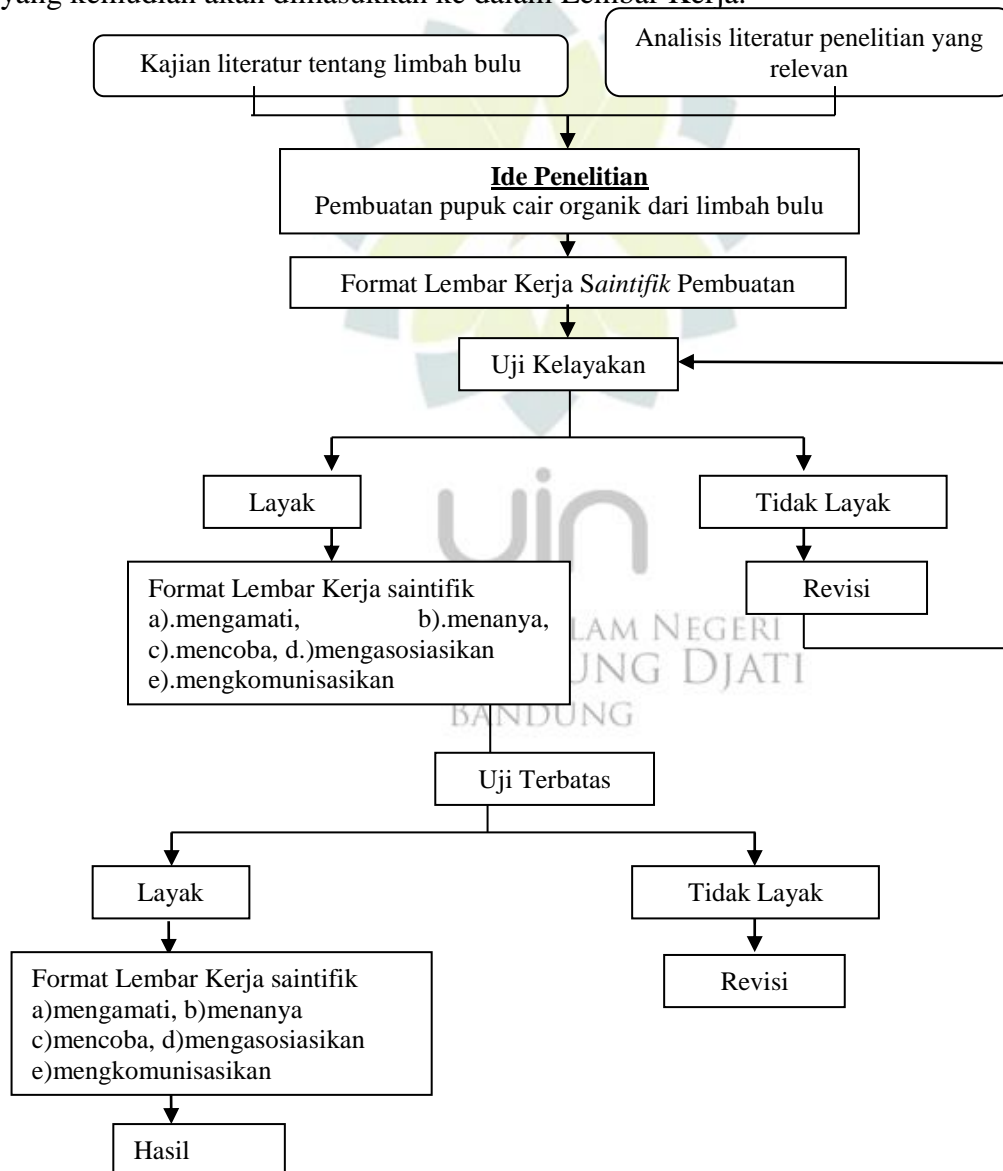 yang kemudian akan dimasukkan ke dalam Lembar Kerja.
Kajian literatur tentang limbah bulu
Analisis literatur penelitian yang
relevan
Ide Penelitian
Pembuatan pupuk cair organik dari limbah bulu
Format Lembar Kerja Saintifik Pembuatan
Uji Kelayakan
Layak
Tidak Layak
uin
Format Lembar Kerja saintifik
a).mengamati, b).menanya,
c).mencoba, d.)mengasosiasikan
e).mengkomunisasikan
Revisi
LAM NEGERI
UNG DJATI
BANDUNG
Uji Terbatas
Layak
Tidak Layak
Format Lembar Kerja saintifik
a)mengamati, b)menanya
c)mencoba, d)mengasosiasikan
e)mengkomunisasikan
Revisi
Hasil